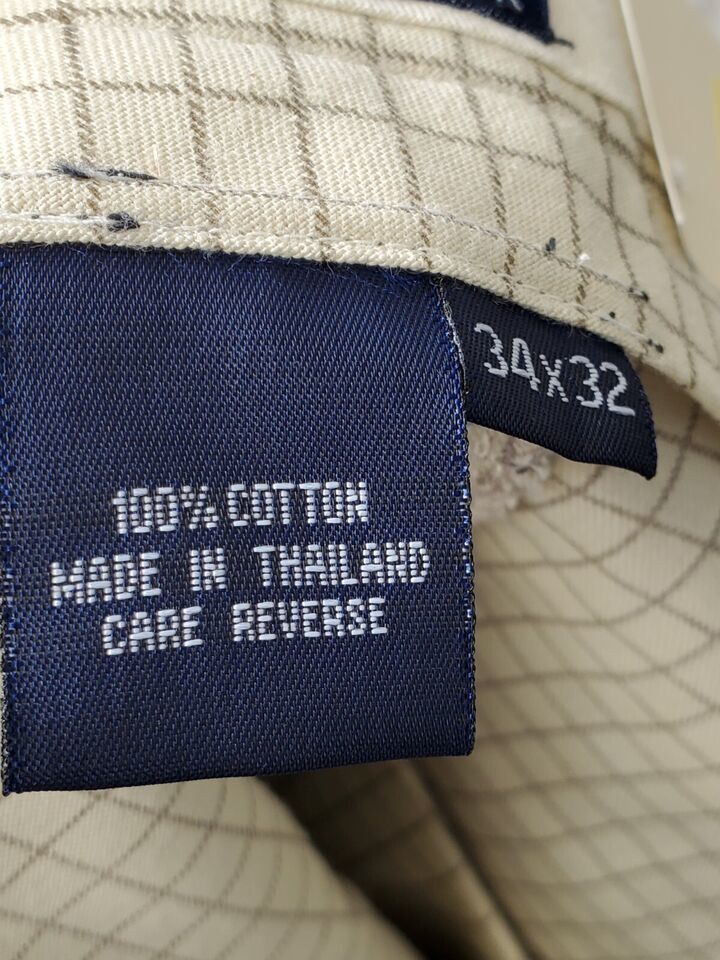 34x32
100% COTTON
MADE IN THAILAND
CARE REVERSE